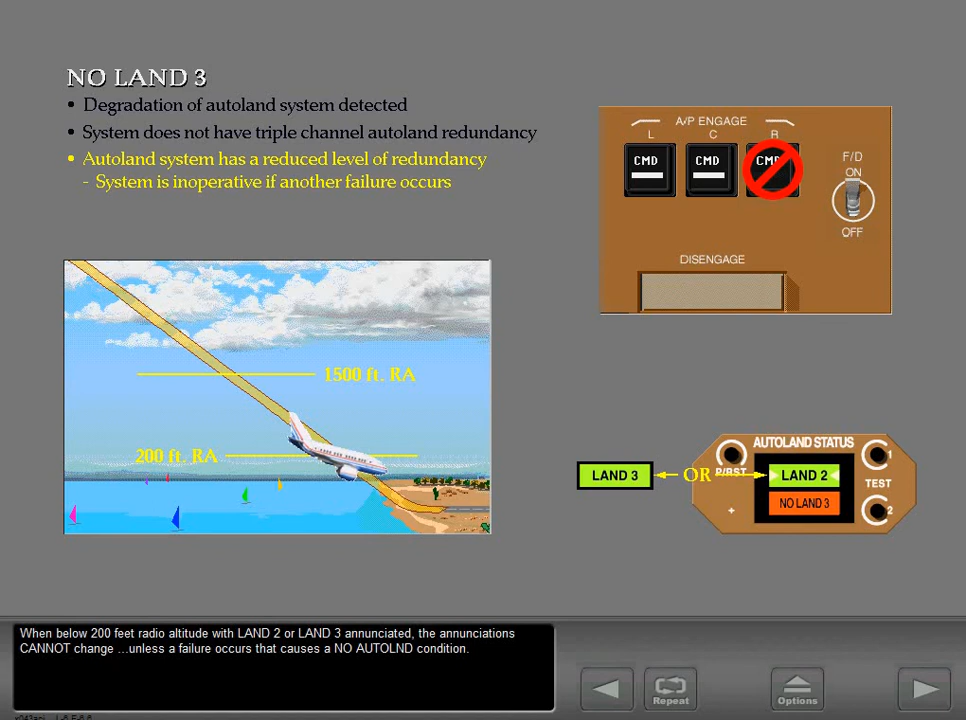 NO LAND 3
• Degradation of autoland system detected
• System does not have triple channel autoland redundancy
• Autoland system has a reduced level of redundancy
- System is inoperative if another failure occurs
A/P ENGAGE
L C R
CMD CMD CMD
F/D
ON
OFF
DISENGAGE
1500 ft. RA
200 ft. RA
AUTOLAND STATUS
P/RST
1
LAND 3 OR LAND 2
TEST
NO LAND 3
+
2
When below 200 feet radio altitude with LAND 2 or LAND 3 annunciated, the annunciations
CANNOT change ...unless a failure occurs that causes a NO AUTOLND condition.
Repeat
Options